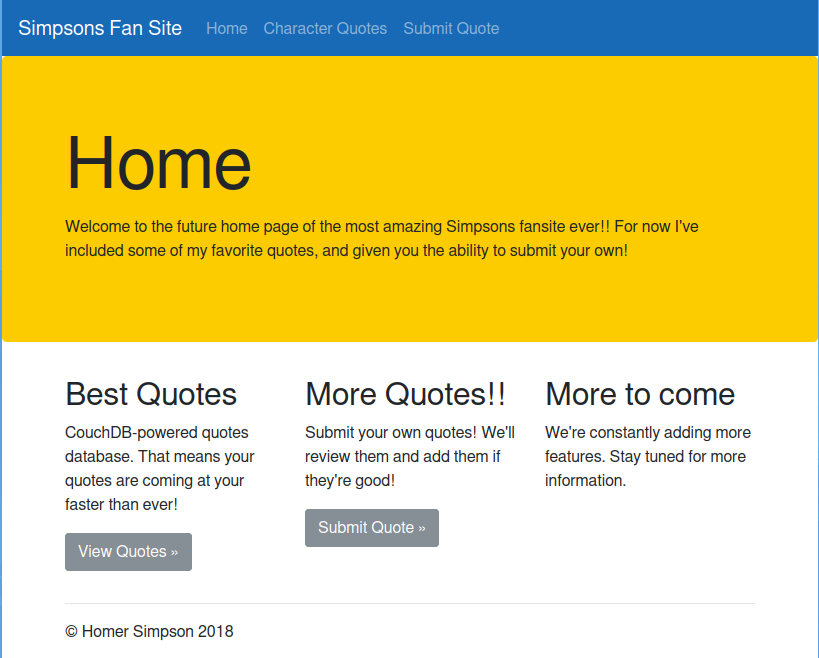 Simpsons Fan Site Home Character Quotes Submit Quote
Home
Welcome to the future home page of the most amazing Simpsons fansite ever!! For now I've
included some of my favorite quotes, and given you the ability to submit your own!
Best Quotes
CouchDB-powered quotes
database. That means your
quotes are coming at your
faster than ever!
View Quotes »
More Quotes!!
Submit your own quotes! We'll
review them and add them if
they're good!
Submit Quote »
More to come
We're constantly adding more
features. Stay tuned for more
information.
© Homer Simpson 2018